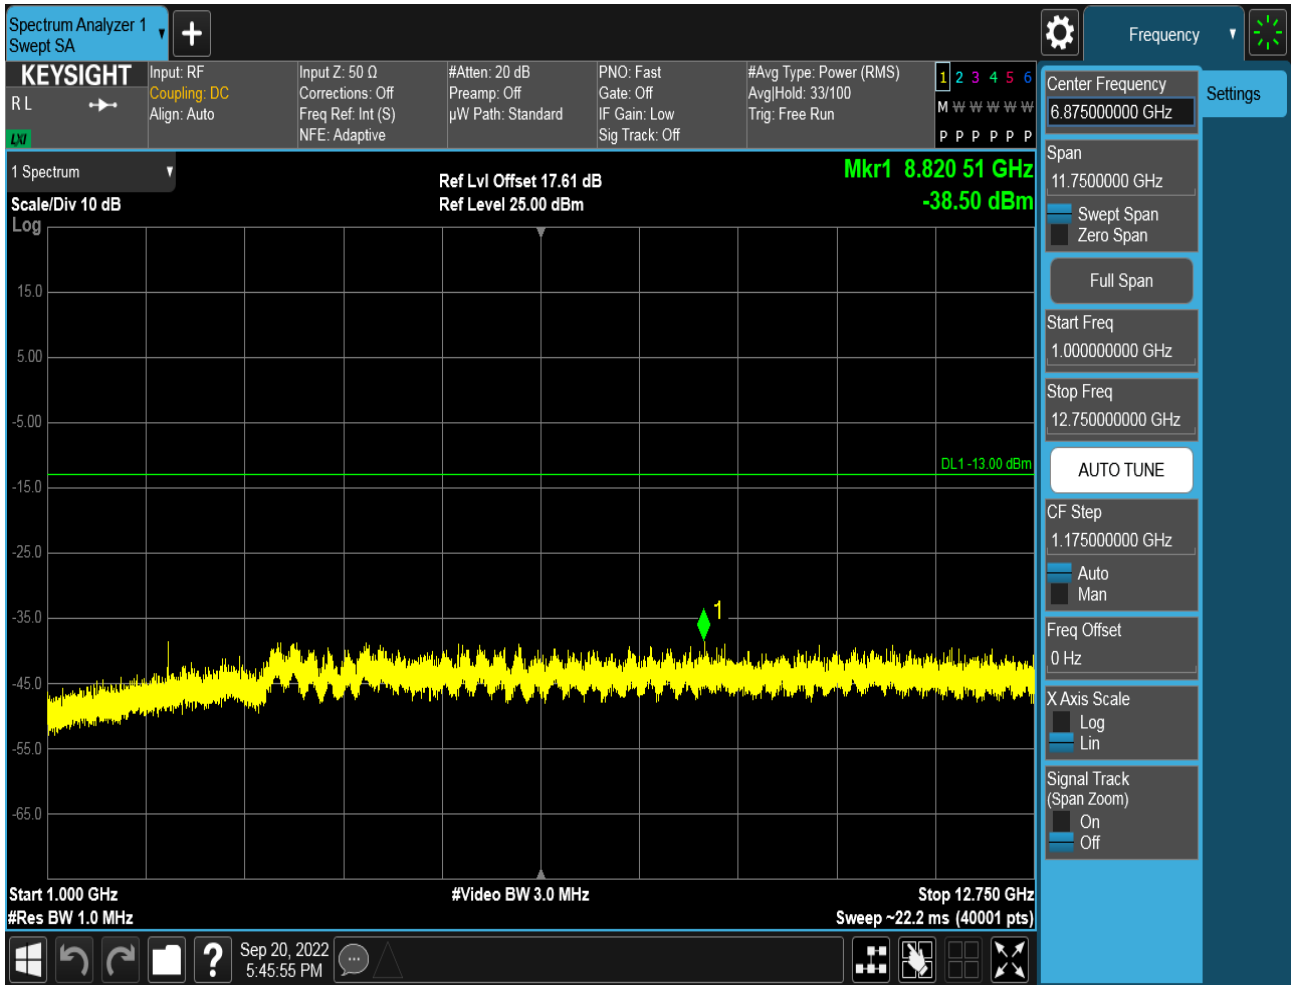 Spectrum Analyzer 1
Swept SA
Frequency
KEYSIGHT
R L
LXI
Input: RF
Coupling: DC
Align: Auto
Input Z: 50 Ω
Corrections: Off
Freq Ref: Int (S)
NFE: Adaptive
#Atten: 20 dB
Preamp: Off
µW Path: Standard
PNO: Fast
Gate: Off
IF Gain: Low
Sig Track: Off
#Avg Type: Power (RMS)
Avg|Hold: 33/100
Trig: Free Run
1 2 3 4 5 6
M W W W W W
P P P P P P
1 Spectrum
Scale/Div 10 dB
Log
Ref Lvl Offset 17.61 dB
Ref Level 25.00 dBm
Mkr1 8.820 51 GHz
-38.50 dBm
15.0
5.00
-5.00
DL1 -13.00 dBm
-15.0
-25.0
-35.0
1
-45.0
-55.0
-65.0
Start 1.000 GHz
#Video BW 3.0 MHz
Stop 12.750 GHz
#Res BW 1.0 MHz
Sweep ~22.2 ms (40001 pts)
?
Sep 20, 2022
5:45:55 PM
Center Frequency
6.875000000 GHz
Settings
Span
11.7500000 GHz
Swept Span
Zero Span
Full Span
Start Freq
1.000000000 GHz
Stop Freq
12.750000000 GHz
AUTO TUNE
CF Step
1.175000000 GHz
Auto
Man
Freq Offset
0 Hz
X Axis Scale
Log
Lin
Signal Track
(Span Zoom)
On
Off